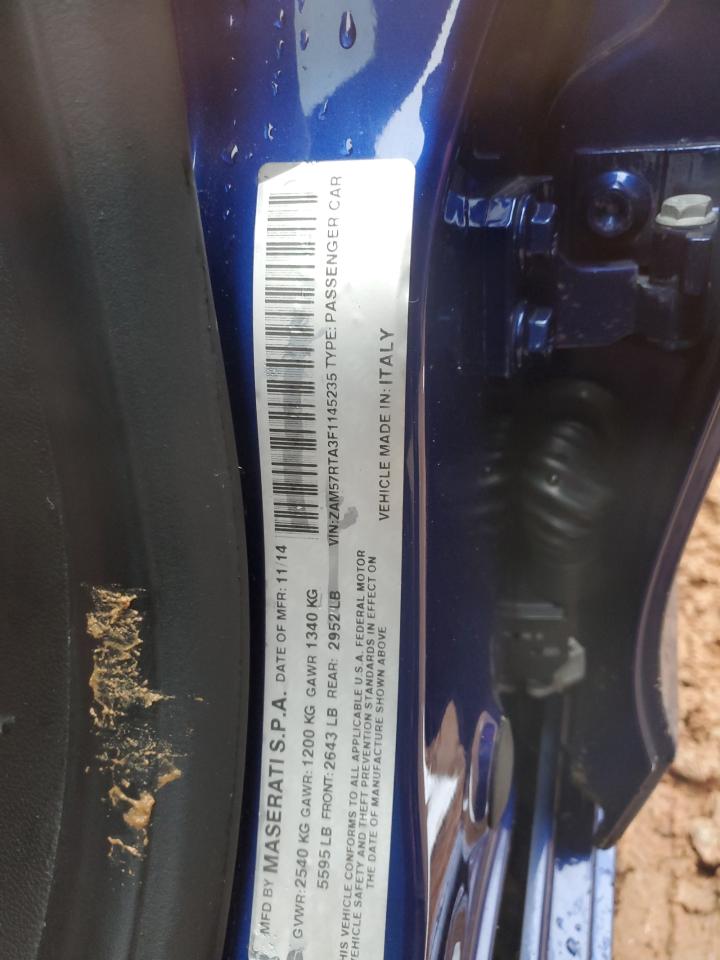 MFD BY MASERATI S.P.A. DATE OF MFR: 11/14
GVWR: 2540 KG GAWR: 1200 KG GAWR 1340 KG
5595 LB FRONT: 2643 LB REAR: 2952 LB
VIN: ZAM57RTA3F1145235 TYPE: PASSENGER CAR
THIS VEHICLE CONFORMS TO ALL APPLICABLE U.S.A. FEDERAL MOTOR
VEHICLE SAFETY AND THEFT PREVENTION STANDARDS IN EFFECT ON
THE DATE OF MANUFACTURE SHOWN ABOVE
VEHICLE MADE IN: ITALY